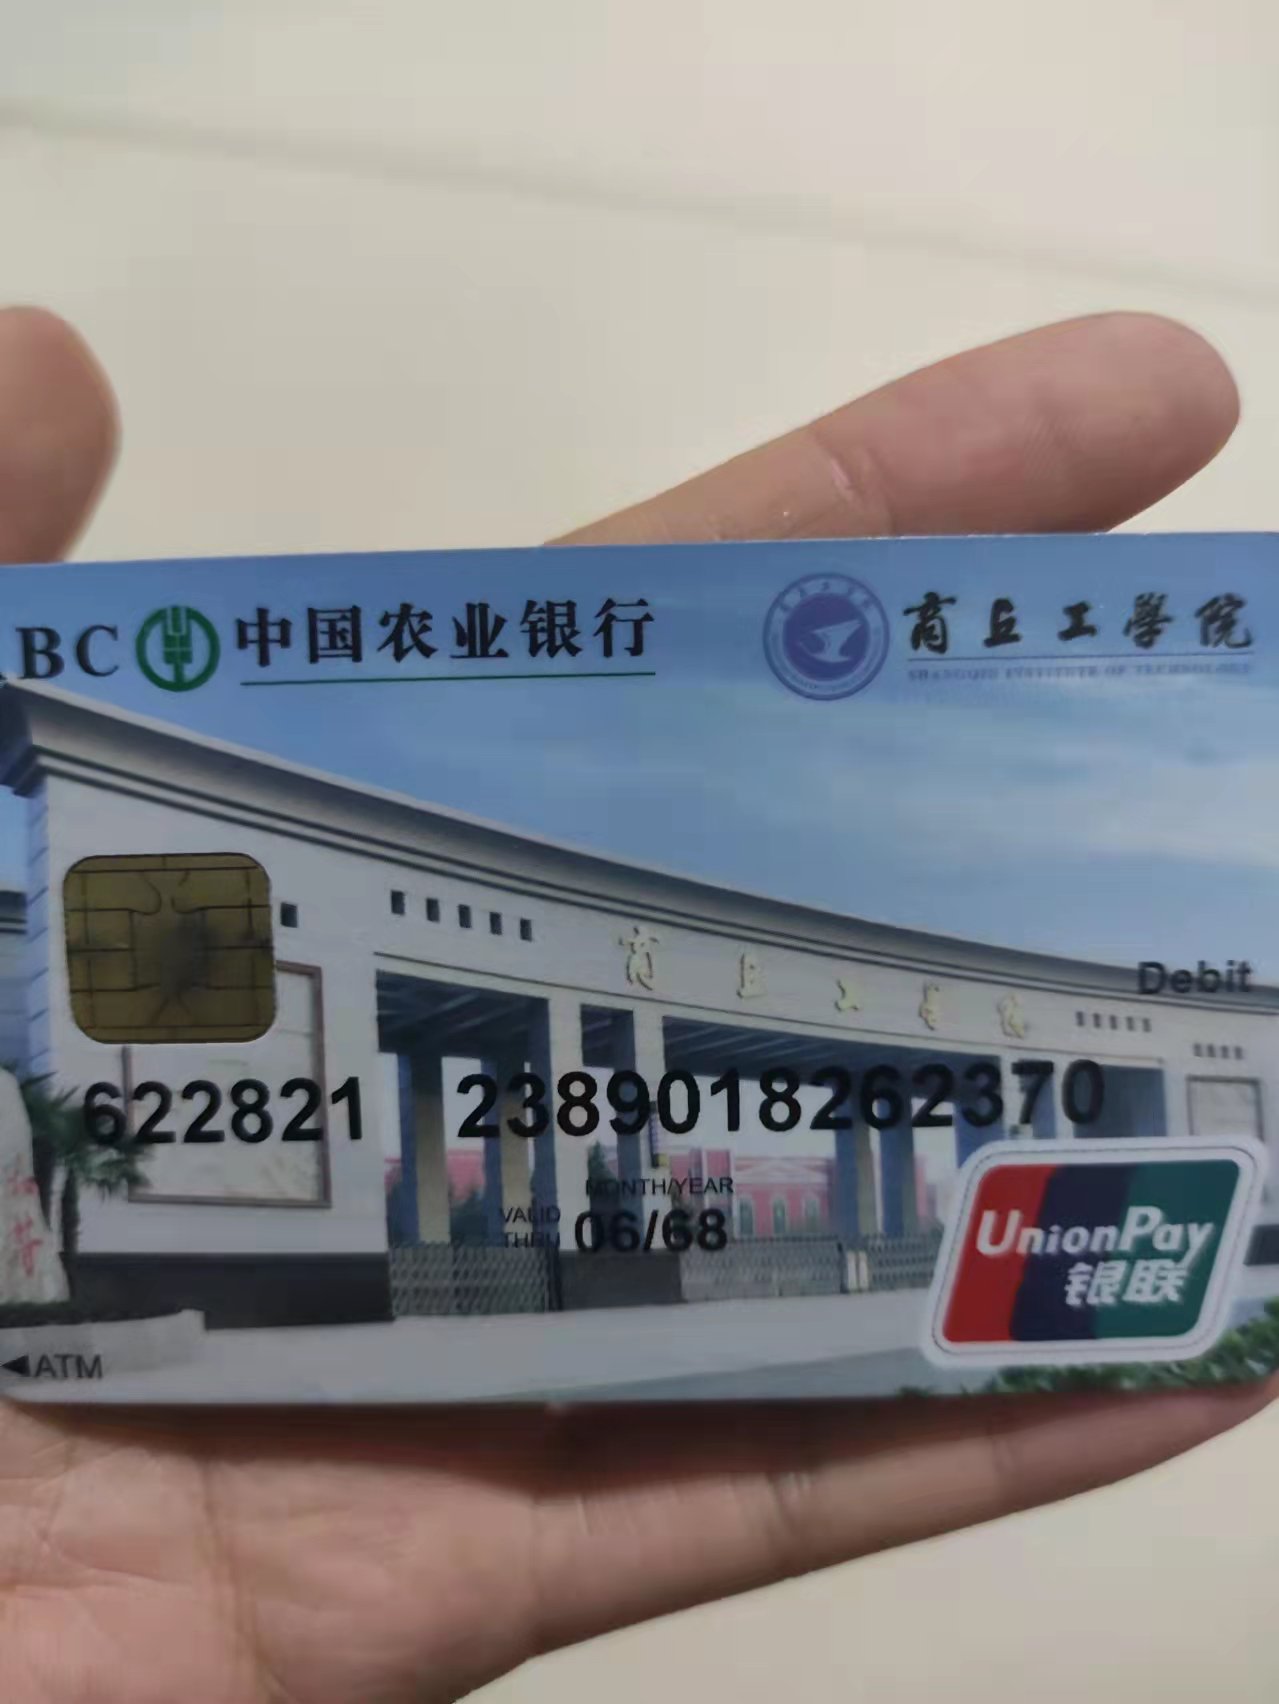 ABC 中国农业银行
商丘工學院
SHANGQIU INSTITUTE OF TECHNOLOGY
商丘工學院
Debit
622821 2389018262370
MONTH/YEAR
VALID THRU 06/68
UnionPay
银联
ATM